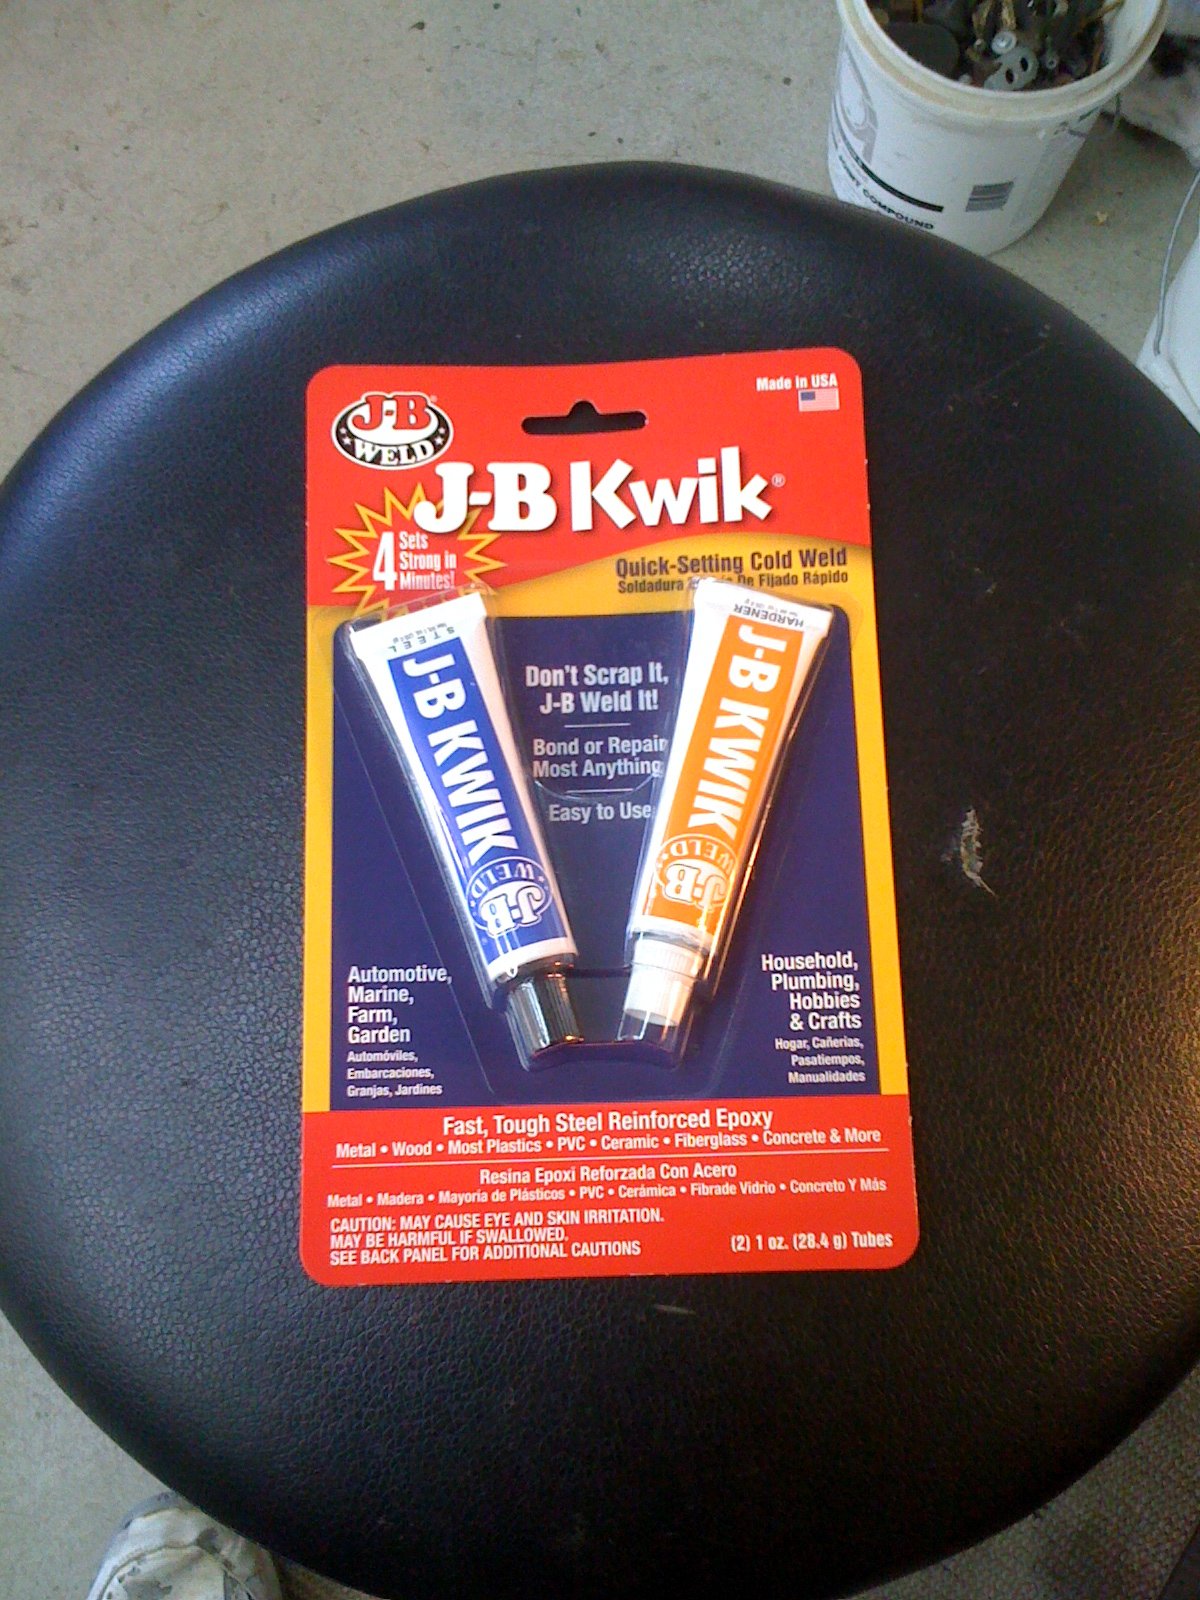 JOINT COMPOUND
Made in USA
J-B
WELD
J-B Kwik®
4 Sets
Strong in
Minutes!
Quick-Setting Cold Weld
Soldadura De Fijado Rápido
STEEL
J-B KWIK
J-B
WELD
HARDENER
J-B KWIK
J-B
WELD
Don't Scrap It,
J-B Weld It!
Bond or Repair
Most Anything
Easy to Use
Automotive,
Marine,
Farm,
Garden
Automóviles,
Embarcaciones,
Granjas, Jardines
Household,
Plumbing,
Hobbies
& Crafts
Hogar, Cañerias,
Pasatiempos,
Manualidades
Fast, Tough Steel Reinforced Epoxy
Metal • Wood • Most Plastics • PVC • Ceramic • Fiberglass • Concrete & More
Resina Epoxi Reforzada Con Acero
Metal • Madera • Mayoría de Plásticos • PVC • Cerámica • Fibrade Vidrio • Concreto Y Más
CAUTION: MAY CAUSE EYE AND SKIN IRRITATION.
MAY BE HARMFUL IF SWALLOWED.
SEE BACK PANEL FOR ADDITIONAL CAUTIONS
(2) 1 oz. (28.4 g) Tubes